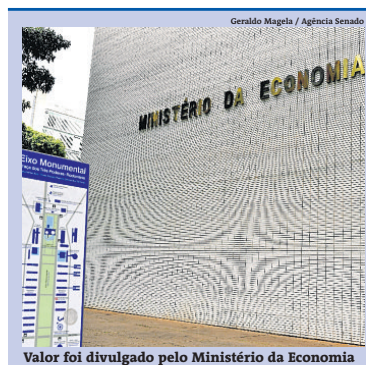 Geraldo Magela / Agência Senado
MINISTÉRIO DA ECONOMIA
Eixo Monumental
Valor foi divulgado pelo Ministério da Economia